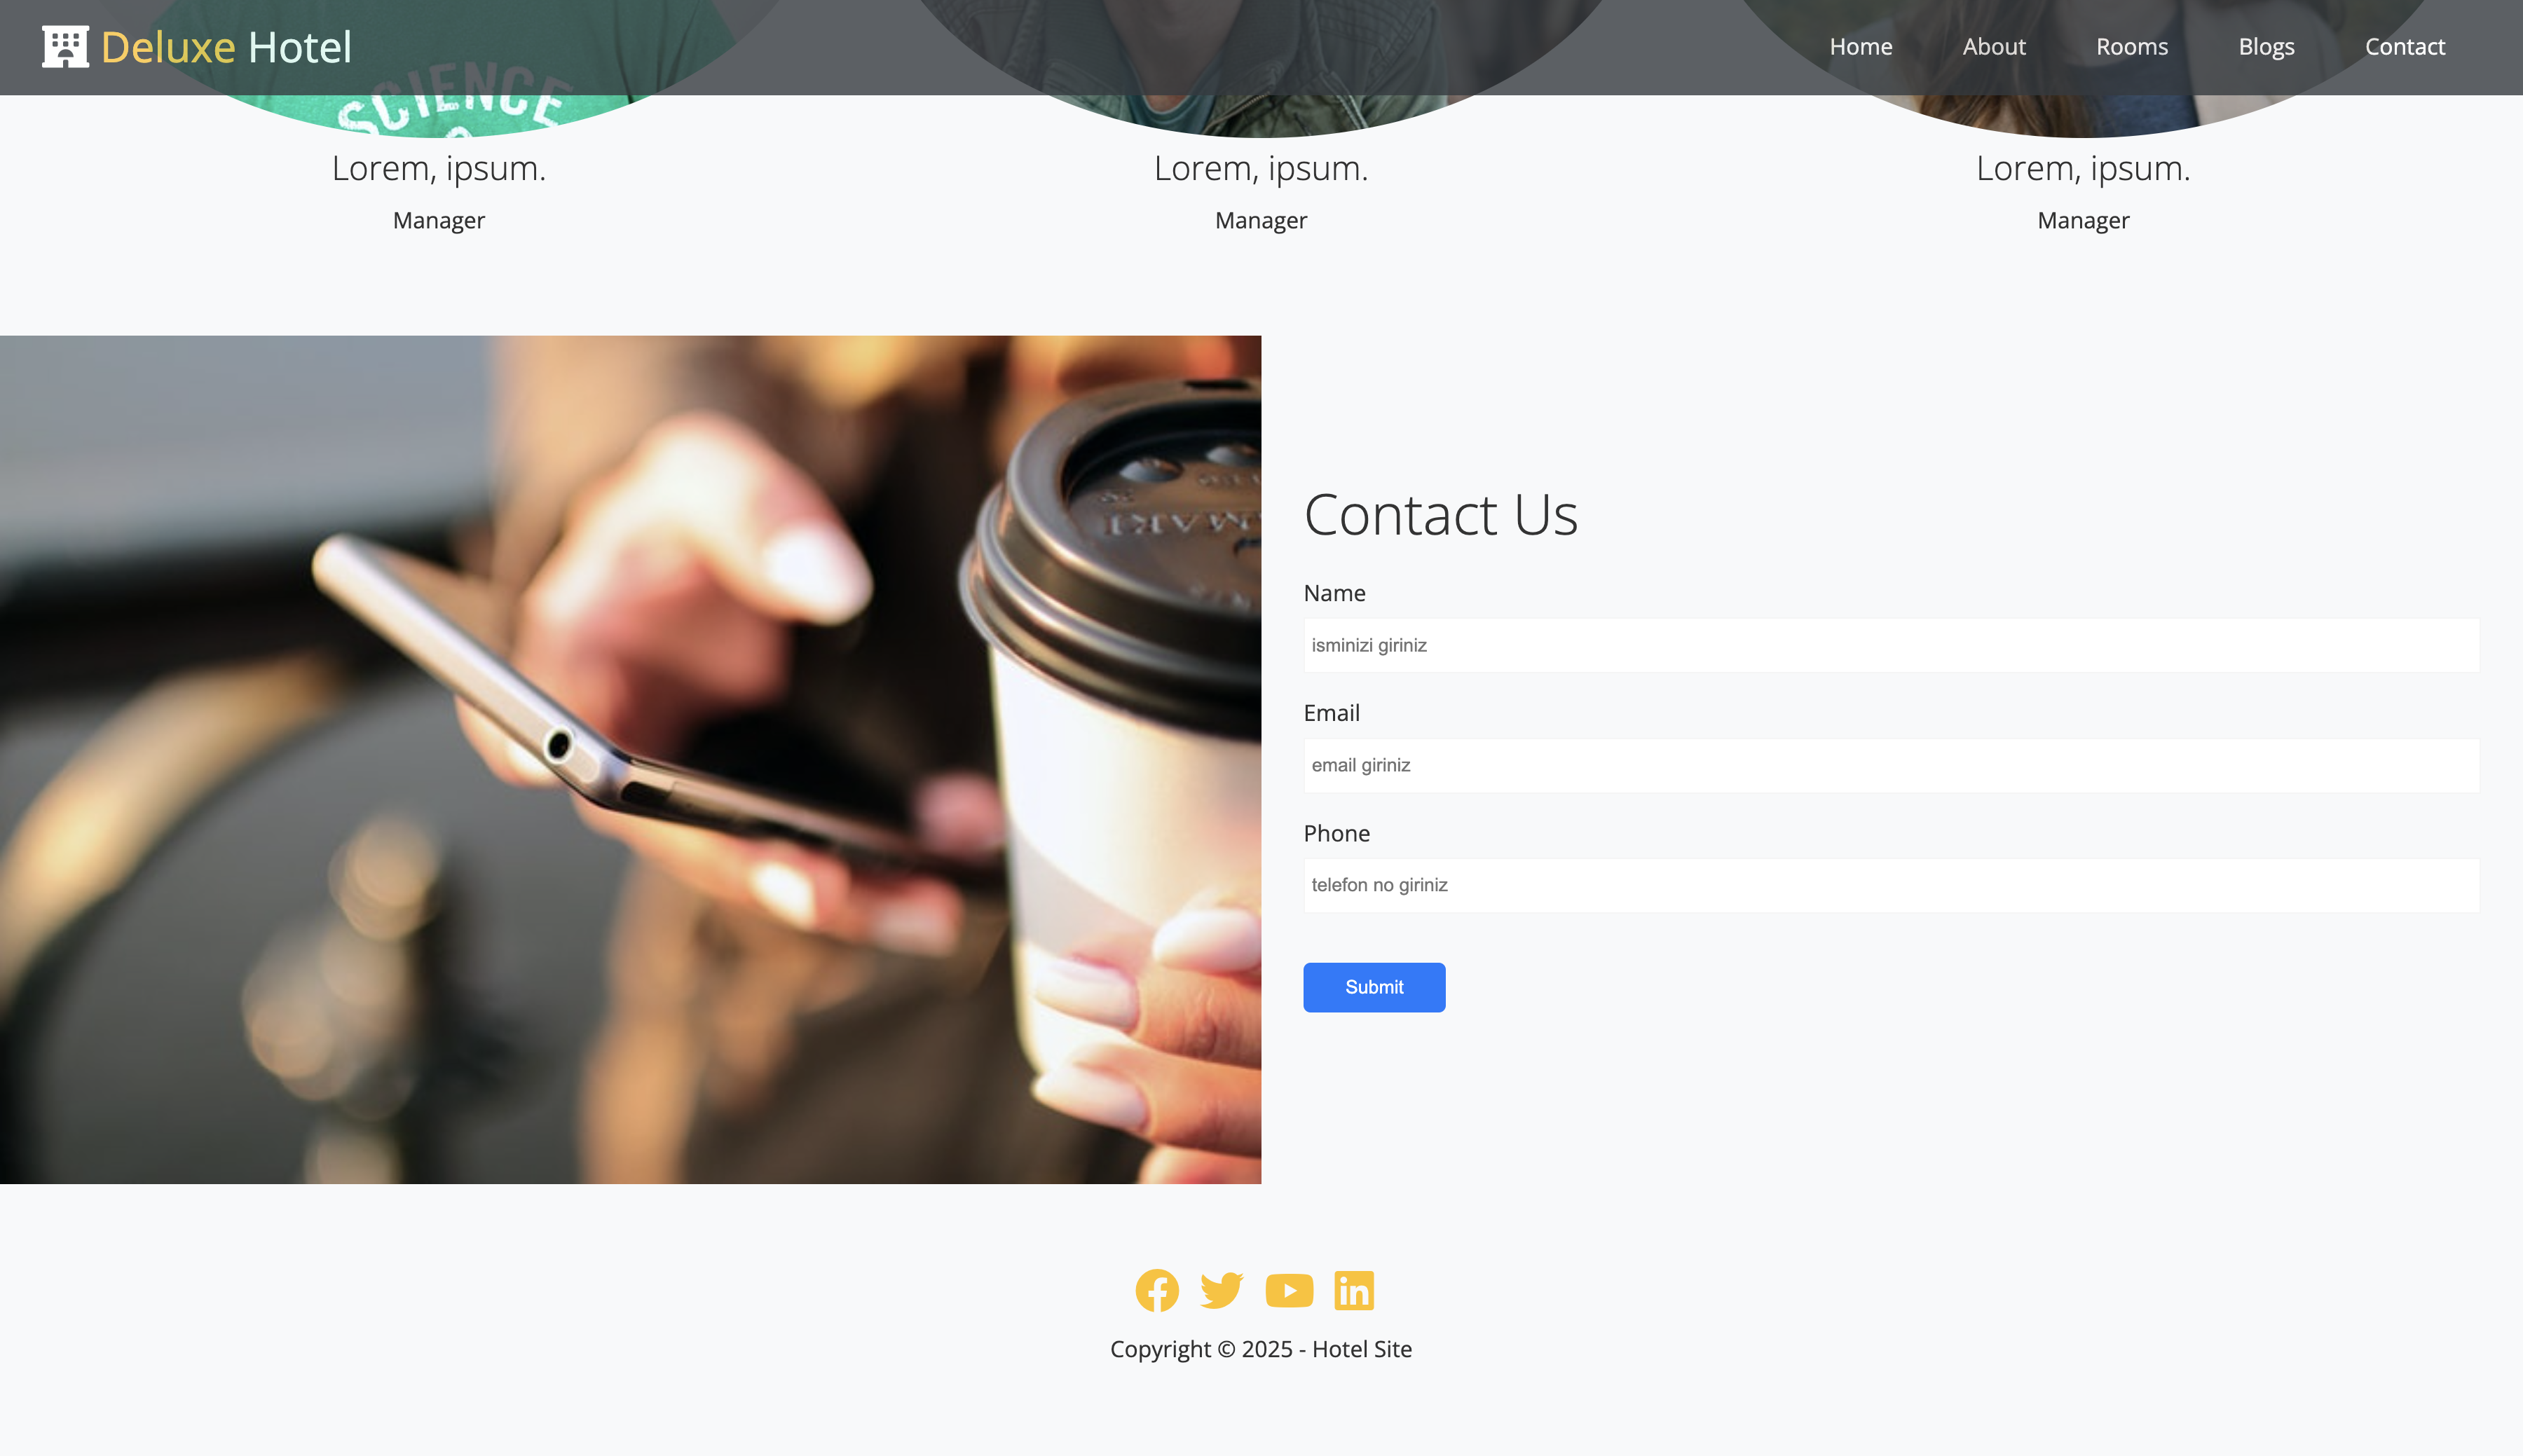 Deluxe Hotel
Home About Rooms Blogs Contact
SCIENCE
Lorem, ipsum.
Manager
Lorem, ipsum.
Manager
Lorem, ipsum.
Manager
Contact Us
Name
isminizi giriniz
Email
email giriniz
Phone
telefon no giriniz
Submit
Copyright © 2025 - Hotel Site